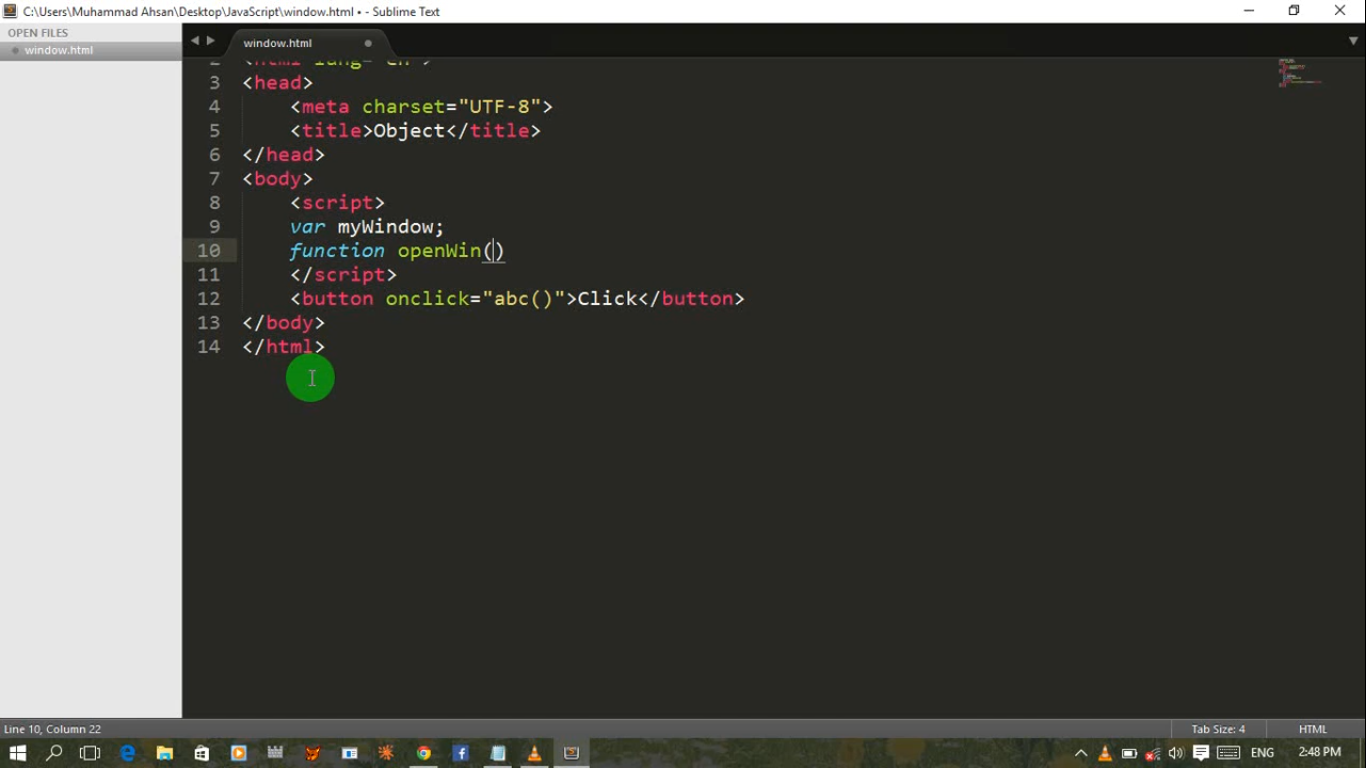 C:\Users\Muhammad Ahsan\Desktop\JavaScript\window.html • - Sublime Text
OPEN FILES
window.html
window.html
2 <html lang="en">
3 <head>
4 <meta charset="UTF-8">
5 <title>Object</title>
6 </head>
7 <body>
8 <script>
9 var myWindow;
10 function openWin()
11 </script>
12 <button onclick="abc()">Click</button>
13 </body>
14 </html>
Line 10, Column 22
Tab Size: 4
HTML
ENG
2:48 PM